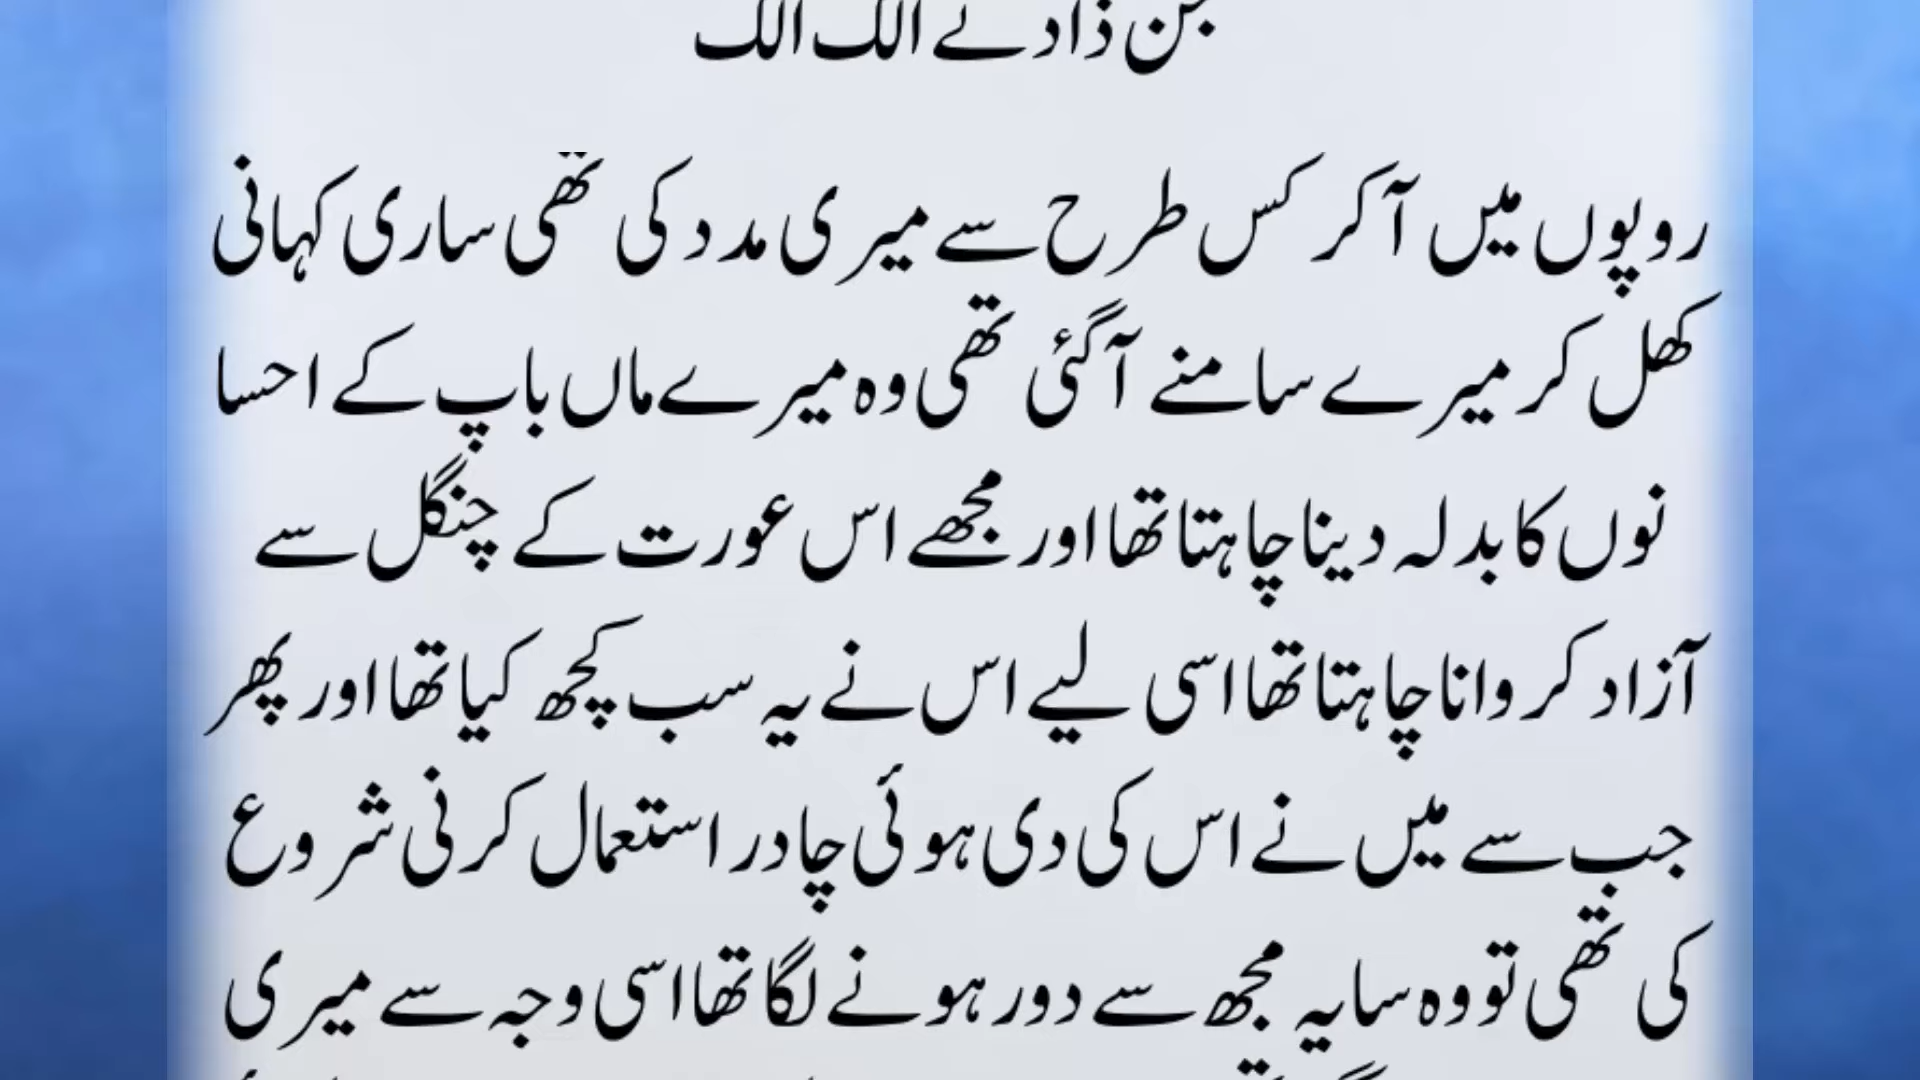 جن ذادے الگ الگ
روپوں میں آکر کس طرح سے میری مدد کی تھی ساری کہانی
کھل کر میرے سامنے آگئی تھی وہ میرے ماں باپ کے احسا
نوں کا بدلہ دینا چاہتا تھا اور مجھے اس عورت کے چنگل سے
آزاد کروانا چاہتا تھا اسی لیے اس نے یہ سب کچھ کیا تھا اور پھر
جب سے میں نے اس کی دی ہوئی چادر استعمال کرنی شروع
کی تھی تو وہ سایہ مجھ سے دور ہونے لگا تھا اسی وجہ سے میری